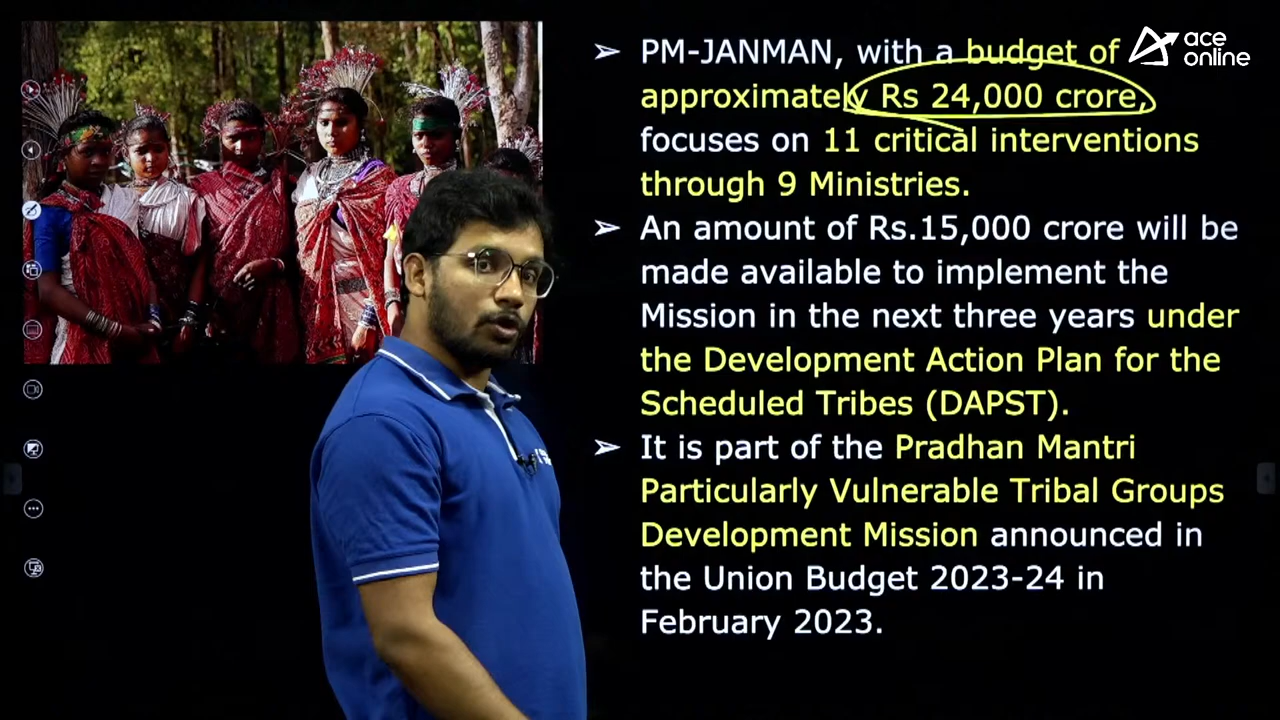 ace
online
➢ PM-JANMAN, with a budget of
approximately Rs 24,000 crore,
focuses on 11 critical interventions
through 9 Ministries.
➢ An amount of Rs.15,000 crore will be
made available to implement the
Mission in the next three years under
the Development Action Plan for the
Scheduled Tribes (DAPST).
➢ It is part of the Pradhan Mantri
Particularly Vulnerable Tribal Groups
Development Mission announced in
the Union Budget 2023-24 in
February 2023.